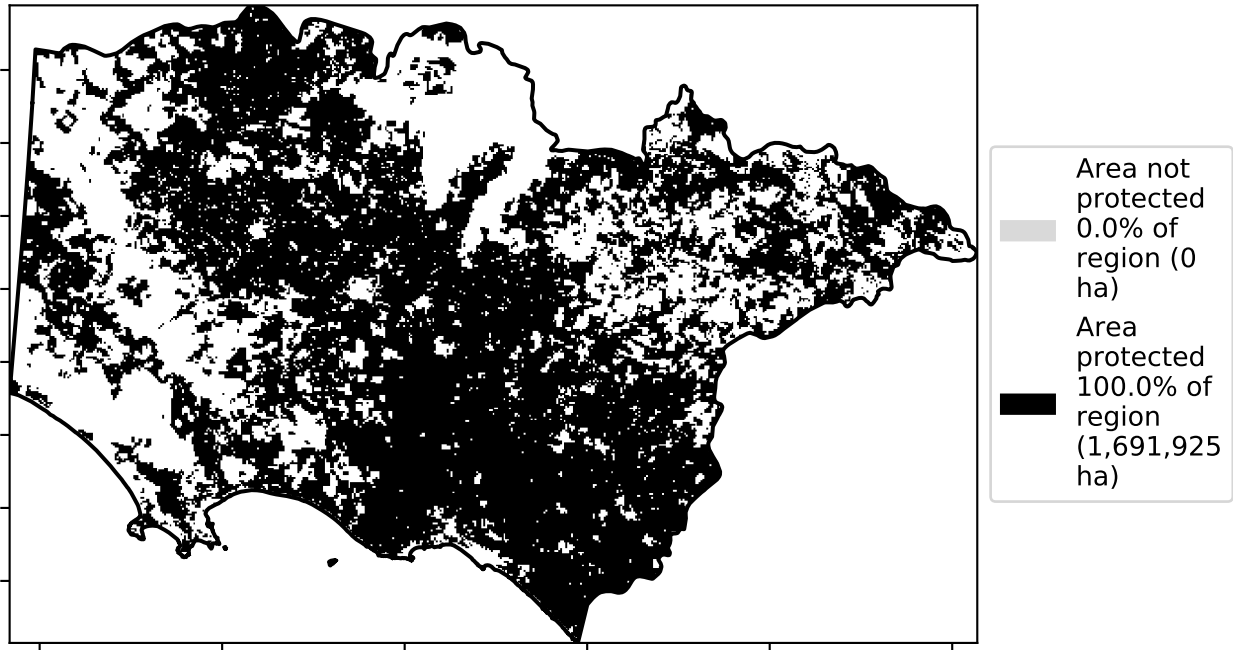 Area not
protected
0.0% of
region (0
ha)
Area
protected
100.0% of
region
(1,691,925
ha)